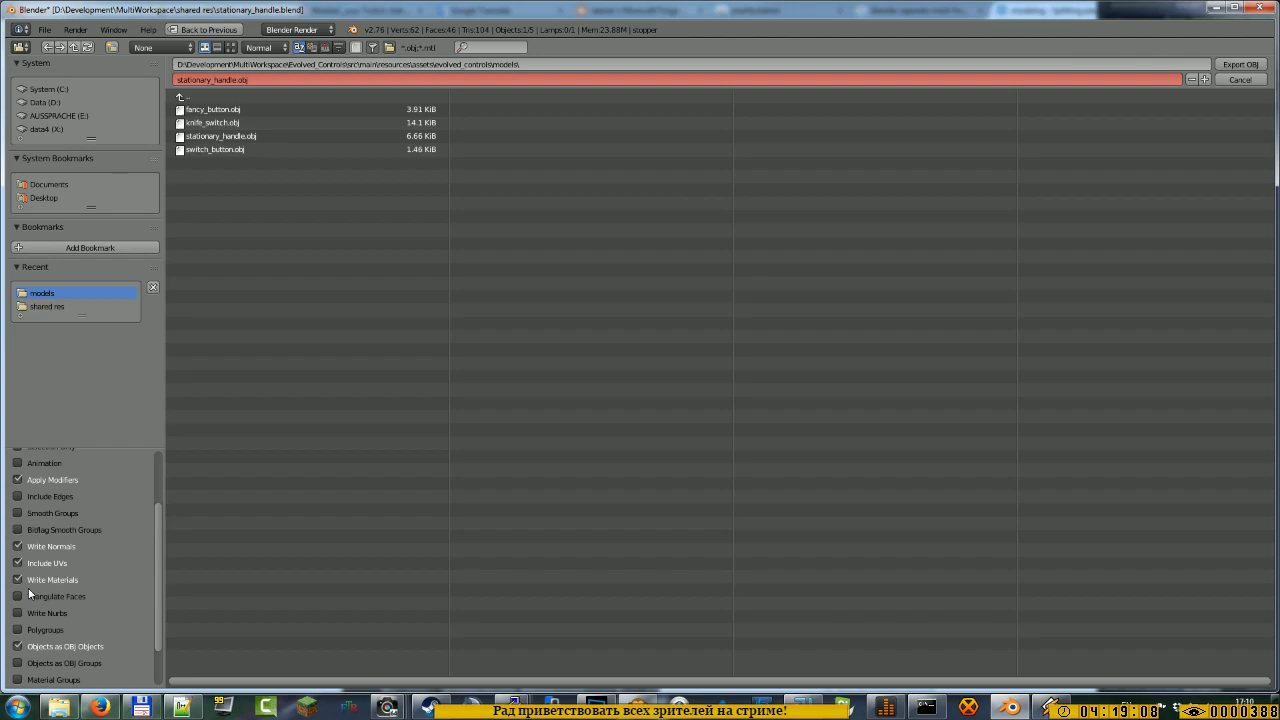 Blender* [D:\Development\MultiWorkspace\shared res\stationary_handle.blend]
File
Render
Window
Help
Back to Previous
Blender Render
v2.76 | Verts:62 | Faces:46 | Tris:104 | Objects:1/5 | Lamps:0/1 | Mem:23.88M | stopper
None
Normal
*.obj;*.mtl
System
D:\Development\MultiWorkspace\Evolved_Controls\src\main\resources\assets\evolved_controls\models\
Export OBJ
stationary_handle.obj
Cancel
System (C:)
Data (D:)
AUSSPRACHE (E:)
data4 (X:)
..
fancy_button.obj 3.91 KiB
knife_switch.obj 14.1 KiB
stationary_handle.obj 6.66 KiB
switch_button.obj 1.46 KiB
System Bookmarks
Documents
Desktop
Bookmarks
Add Bookmark
Recent
models
shared res
Animation
Apply Modifiers
Include Edges
Smooth Groups
Bitflag Smooth Groups
Write Normals
Include UVs
Write Materials
angulate Faces
Write Nurbs
Polygroups
Objects as OBJ Objects
Objects as OBJ Groups
Material Groups
99
17:10
Рад приветствовать всех зрителей на стриме!
04:19:08
0000388